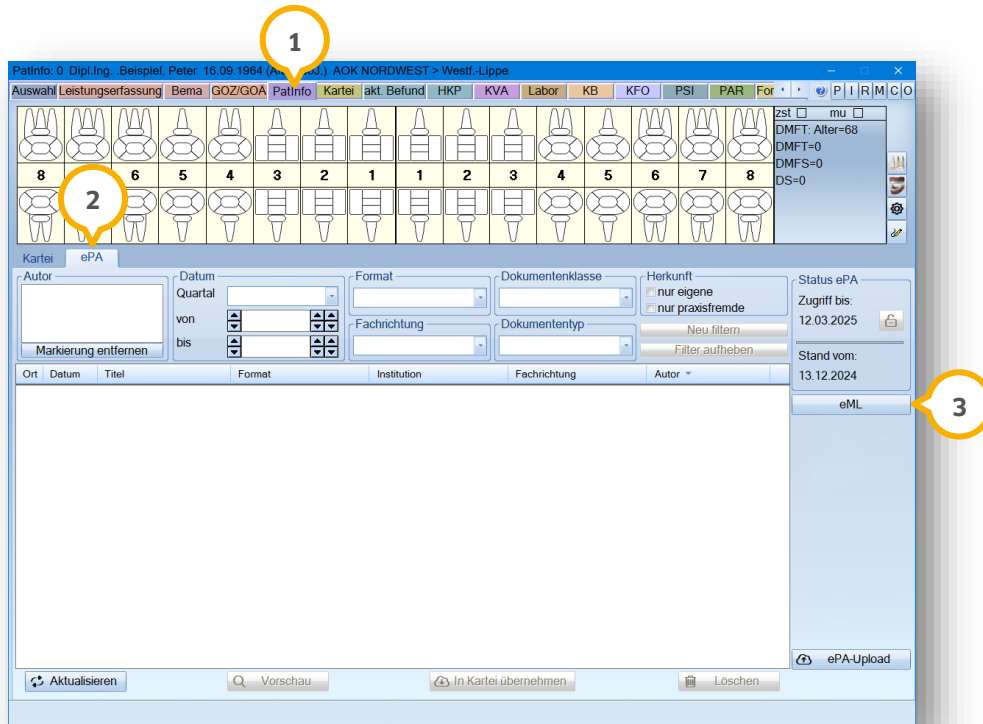 1
PatInfo: 0 Dipl.Ing. .Beispiel, Peter 16.09.1964 AOK NORDWEST > Westf.-Lippe
Auswahl Leistungserfassung Bema GOZ/GOÄ PatInfo Kartei akt. Befund HKP KVA Labor KB KFO PSI PAR For P I R M C O
zst mu
DMFT: Alter=68
DMFT=0
DMFS=0
DS=0
8 6 5 4 3 2 1 1 2 3 4 5 6 7 8
2
Kartei ePA
Autor Datum Format Dokumentenklasse Herkunft Status ePA
Quartal nur eigene Zugriff bis:
nur praxisfremde
von Fachrichtung Dokumententyp Neu filtern 12.03.2025
bis Filter aufheben
Markierung entfernen Stand vom:
13.12.2024
Ort Datum Titel Format Institution Fachrichtung Autor
eML
3
ePA-Upload
Aktualisieren Vorschau In Kartei übernehmen Löschen